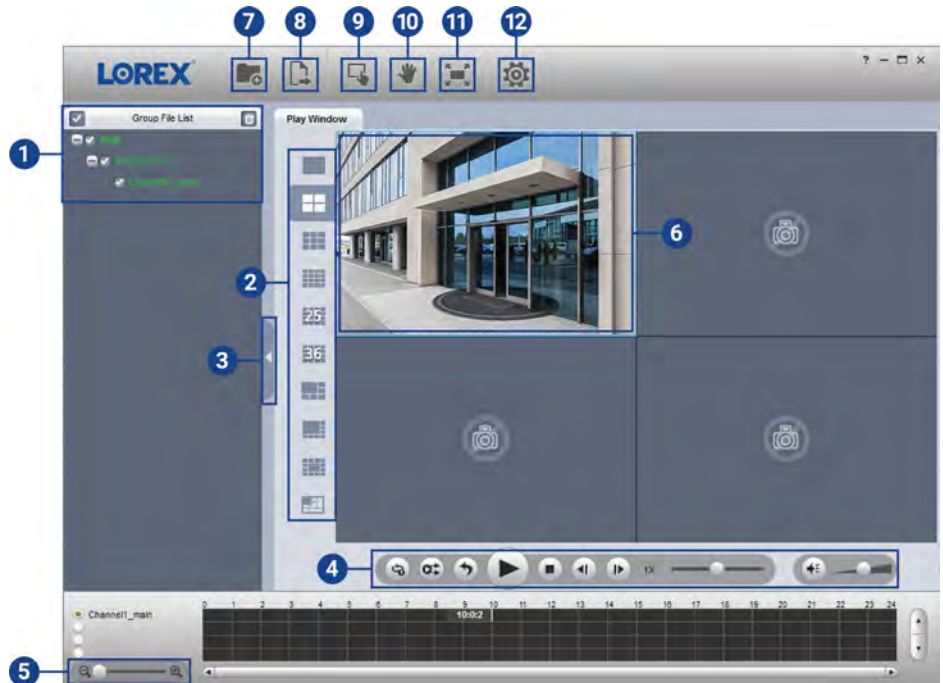 7 8 9 10 11 12
LOREX
? 
Group File List
Play Window
1
6
2
25
3
36
4
1X
0 1 2 3 4 5 6 7 8 9 10 11 12 13 14 15 16 17 18 19 20 21 22 23 24
Channel1_main
10:0:2
5